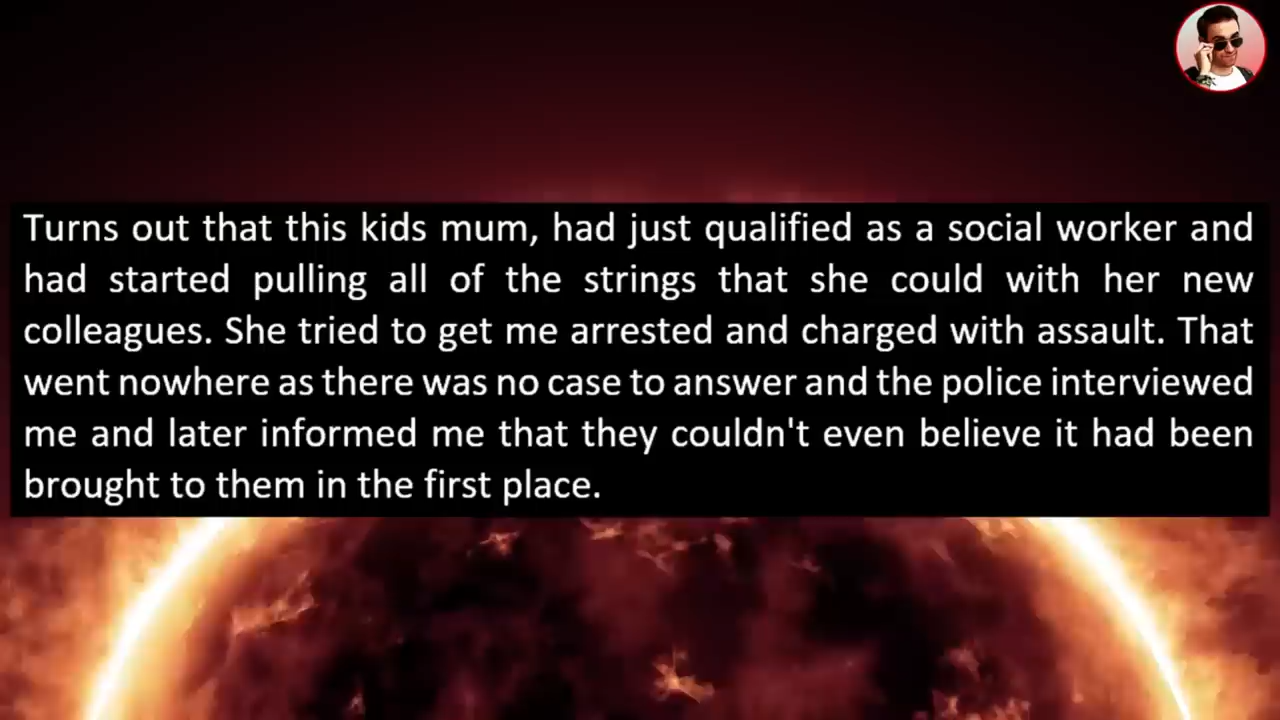 Turns out that this kids mum, had just qualified as a social worker and
had started pulling all of the strings that she could with her new
colleagues. She tried to get me arrested and charged with assault. That
went nowhere as there was no case to answer and the police interviewed
me and later informed me that they couldn't even believe it had been
brought to them in the first place.